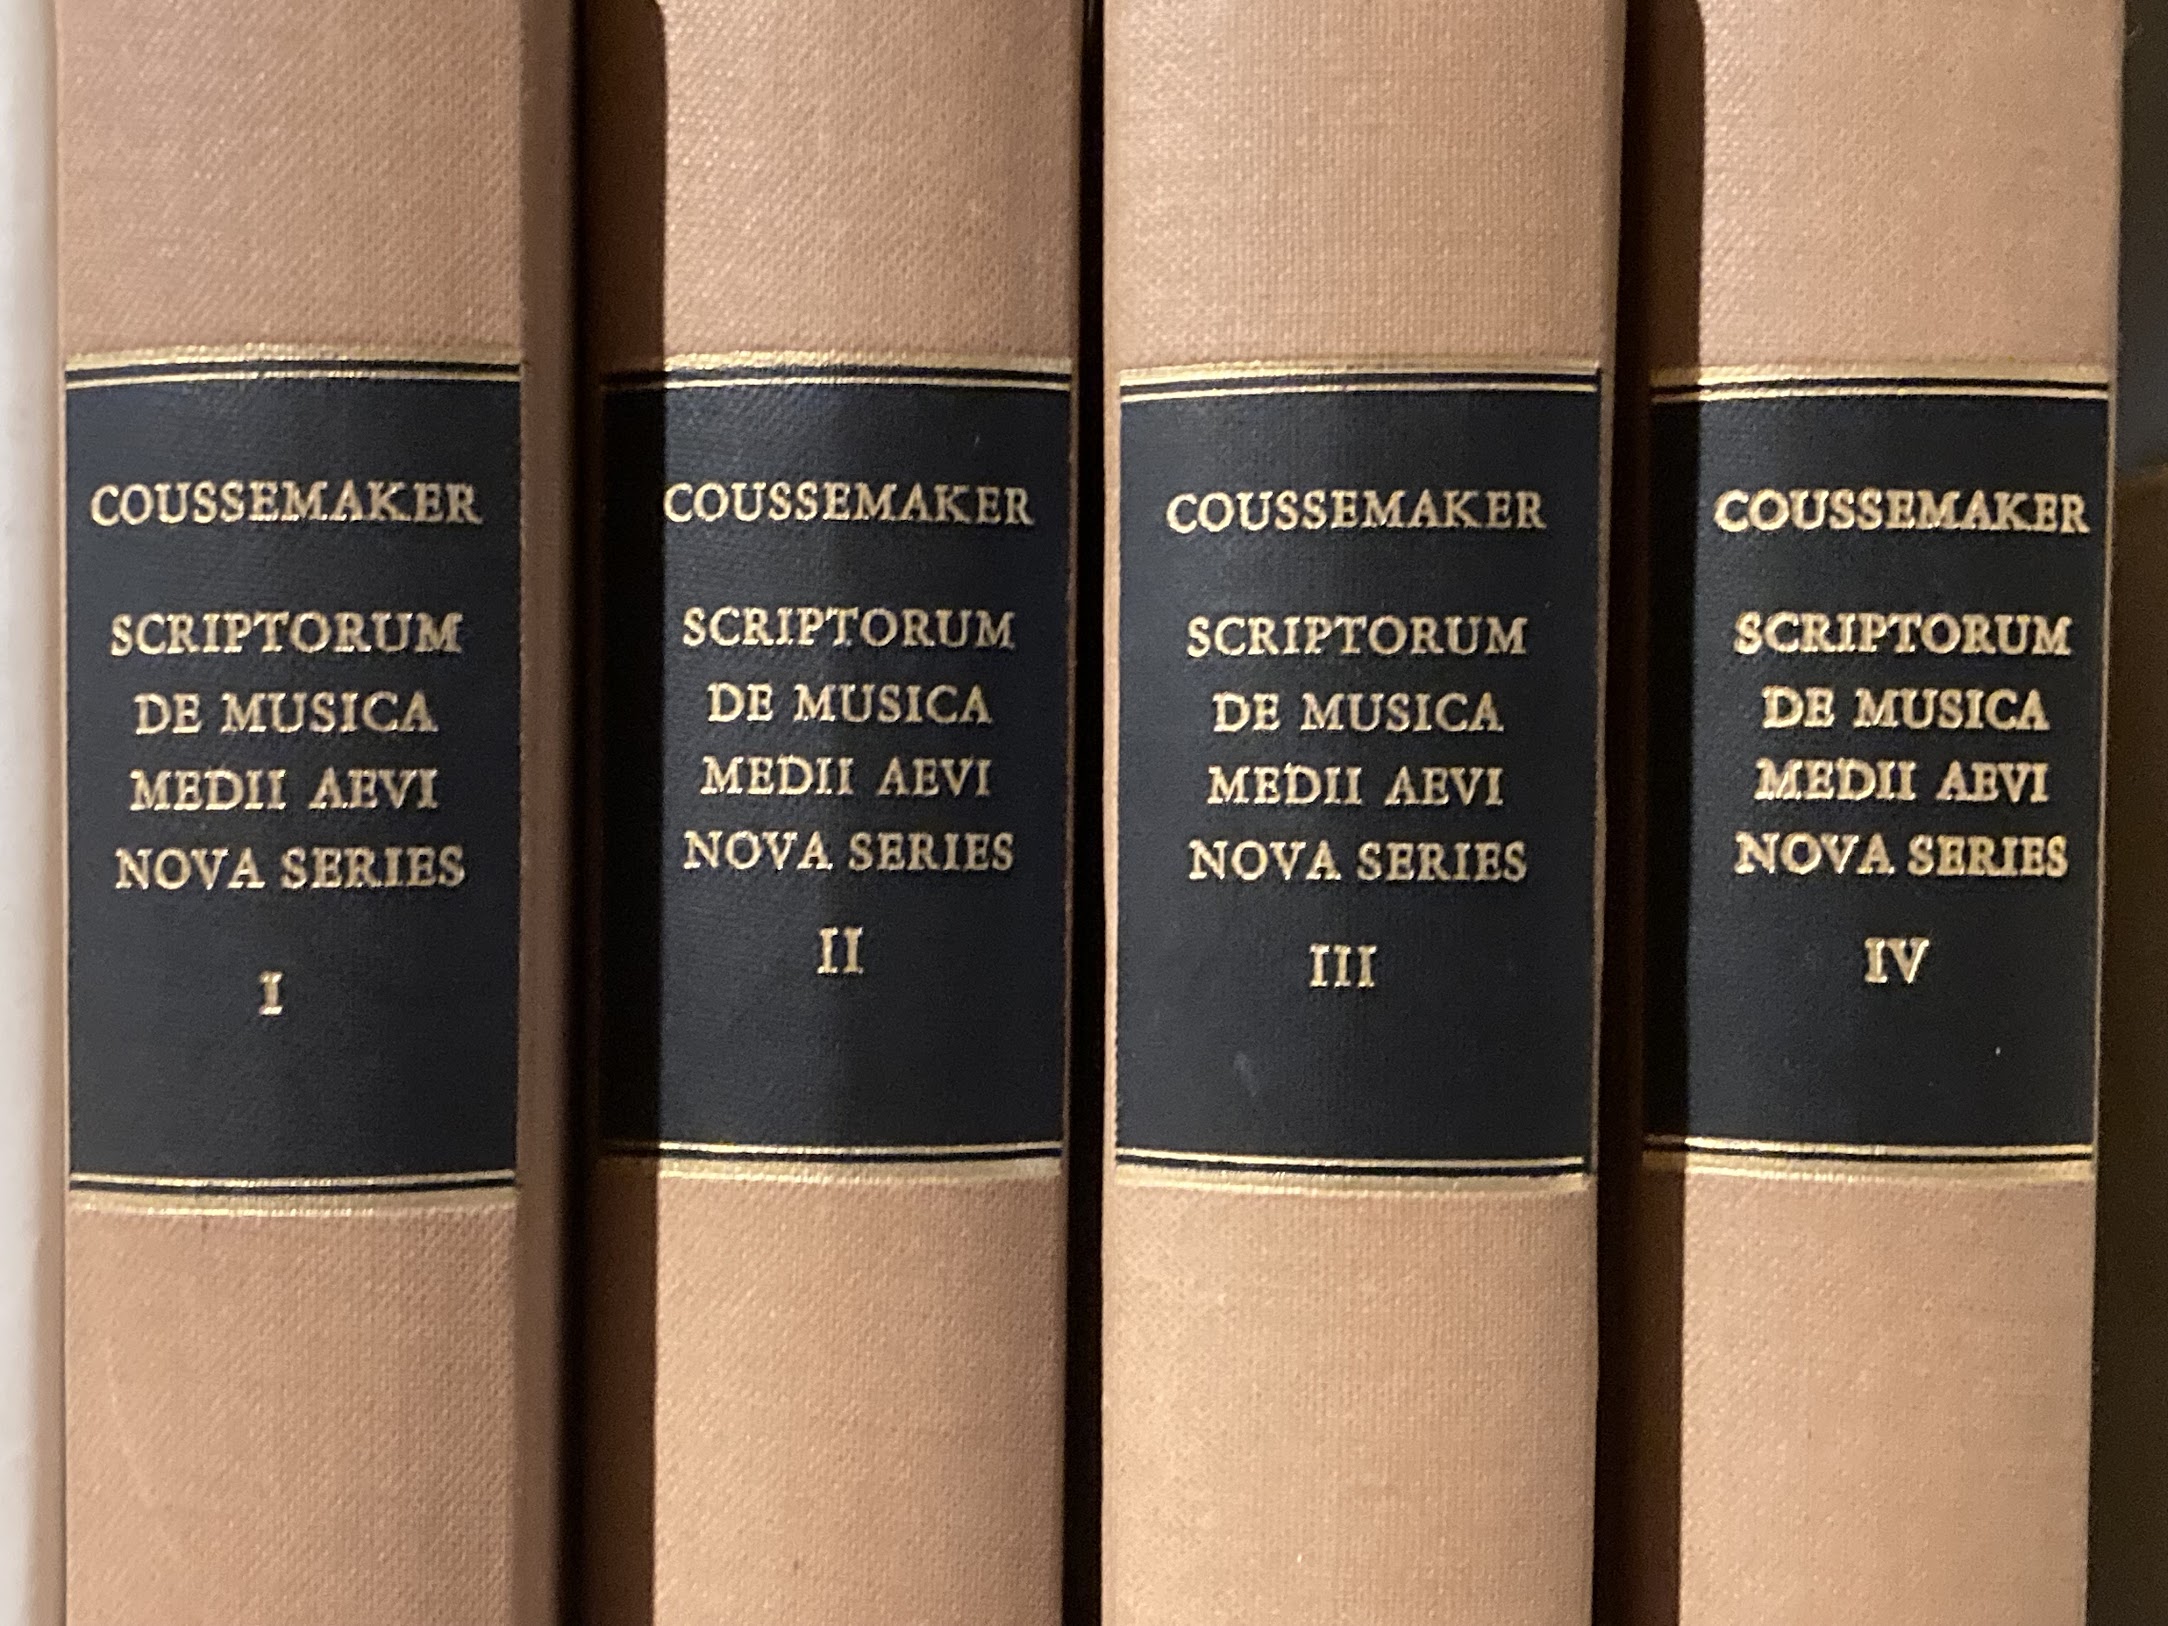 COUSSEMAKER
SCRIPTORUM
DE MUSICA
MEDII AEVI
NOVA SERIES
I
COUSSEMAKER
SCRIPTORUM
DE MUSICA
MEDII AEVI
NOVA SERIES
II
COUSSEMAKER
SCRIPTORUM
DE MUSICA
MEDII AEVI
NOVA SERIES
III
COUSSEMAKER
SCRIPTORUM
DE MUSICA
MEDII AEVI
NOVA SERIES
IV